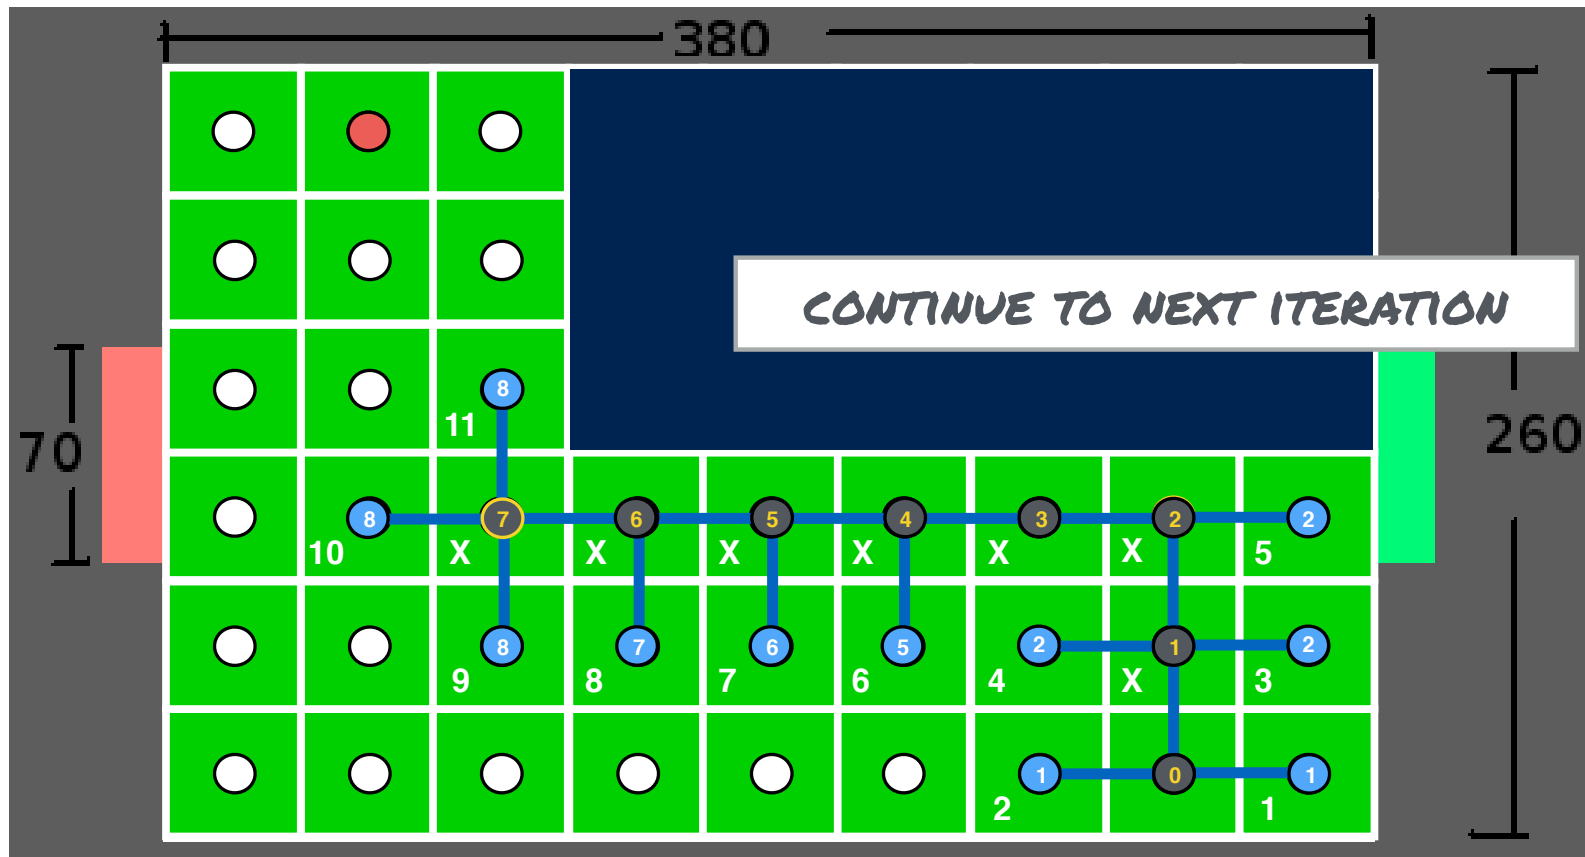 380
CONTINUE TO NEXT ITERATION
8
11
70
260
8 7 6 5 4 3 2 2
10 X X X X X X 5
8 7 6 5 2 1 2
9 8 7 6 4 X 3
1 0 1
2 1